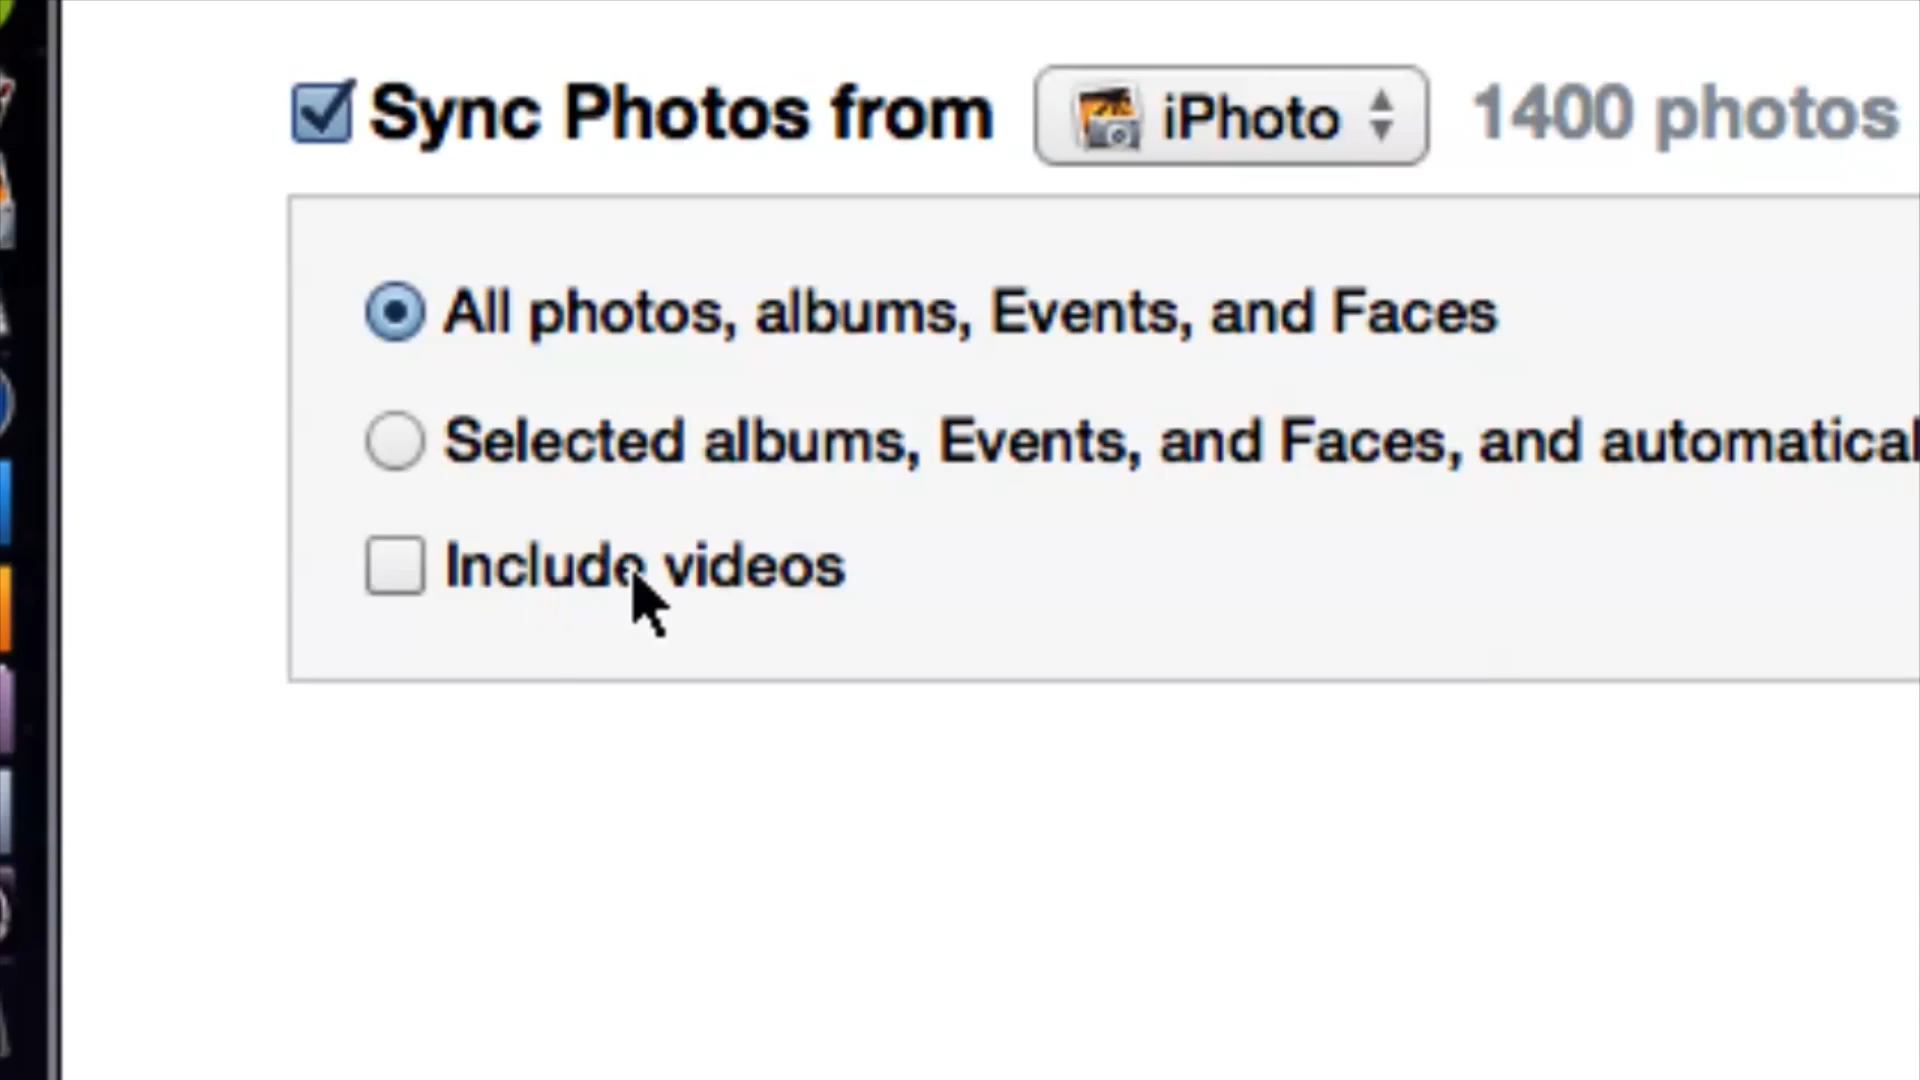 Sync Photos from iPhoto 1400 photos
All photos, albums, Events, and Faces
Selected albums, Events, and Faces, and automatical
Include videos